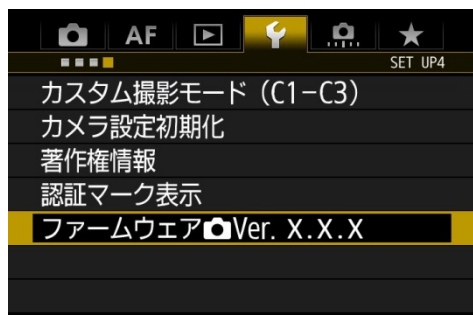 AF
SET UP4
カスタム撮影モード（C1-C3）
カメラ設定初期化
著作権情報
認証マーク表示
ファームウェア Ver. X.X.X